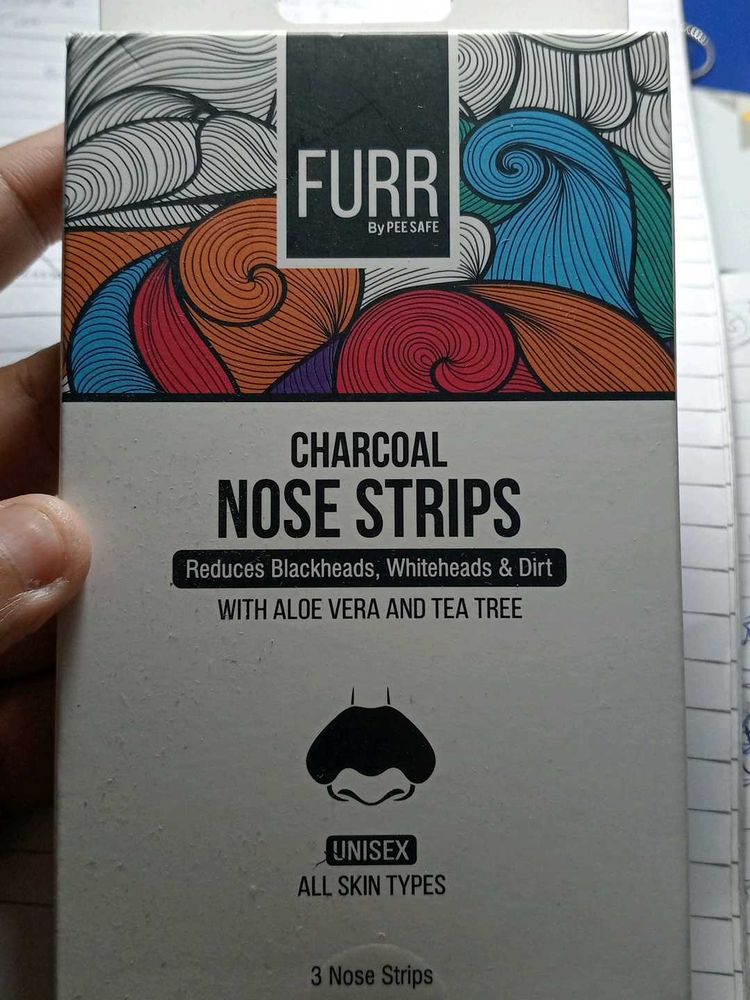 FURR
By PEE SAFE
CHARCOAL
NOSE STRIPS
Reduces Blackheads, Whiteheads & Dirt
WITH ALOE VERA AND TEA TREE
UNISEX
ALL SKIN TYPES
3 Nose Strips